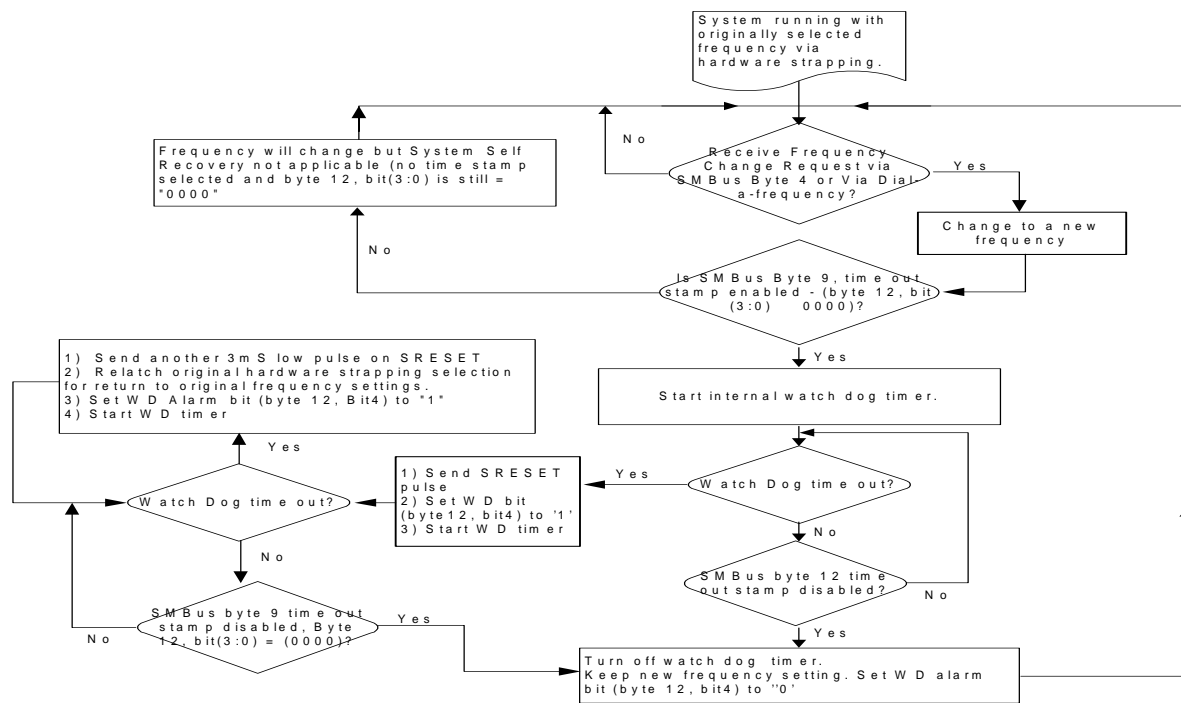 System running with
originally selected
frequency via
hardware strapping.
No
Receive Frequency
Change Request via
SMBus Byte 4 or Via Dial-
a-frequency?
Yes
Frequency will change but System Self
Recovery not applicable (no time stamp
selected and byte 12, bit(3:0) is still =
"0000"
Change to a new
frequency
No
Is SMBus Byte 9, time out
stamp enabled - (byte 12, bit
(3:0) 0000)?
Yes
1) Send another 3mS low pulse on SRESET
2) Relatch original hardware strapping selection
for return to original frequency settings.
3) Set WD Alarm bit (byte 12, Bit4) to "1"
4) Start WD timer
Start internal watch dog timer.
Yes
Watch Dog time out?
1) Send SRESET
pulse
2) Set WD bit
(byte12, bit4) to '1'
3) Start WD timer
Yes
Watch Dog time out?
No
No
SMBus byte 12 time
out stamp disabled?
No
SMBus byte 9 time out
stamp disabled, Byte
12, bit(3:0) = (0000)?
No
Yes
Yes
Turn off watch dog timer.
Keep new frequency setting. Set WD alarm
bit (byte 12, bit4) to ''0'